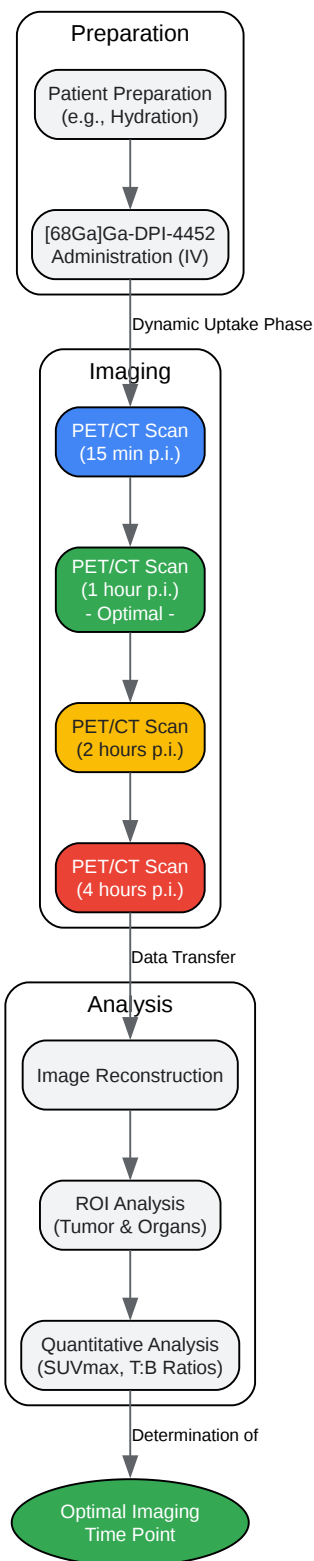 Preparation
Patient Preparation
(e.g., Hydration)
[68Ga]Ga-DPI-4452
Administration (IV)
Dynamic Uptake Phase
Imaging
PET/CT Scan
(15 min p.i.)
PET/CT Scan
(1 hour p.i.)
- Optimal -
PET/CT Scan
(2 hours p.i.)
PET/CT Scan
(4 hours p.i.)
Data Transfer
Analysis
Image Reconstruction
ROI Analysis
(Tumor & Organs)
Quantitative Analysis
(SUVmax, T:B Ratios)
Determination of
Optimal Imaging
Time Point